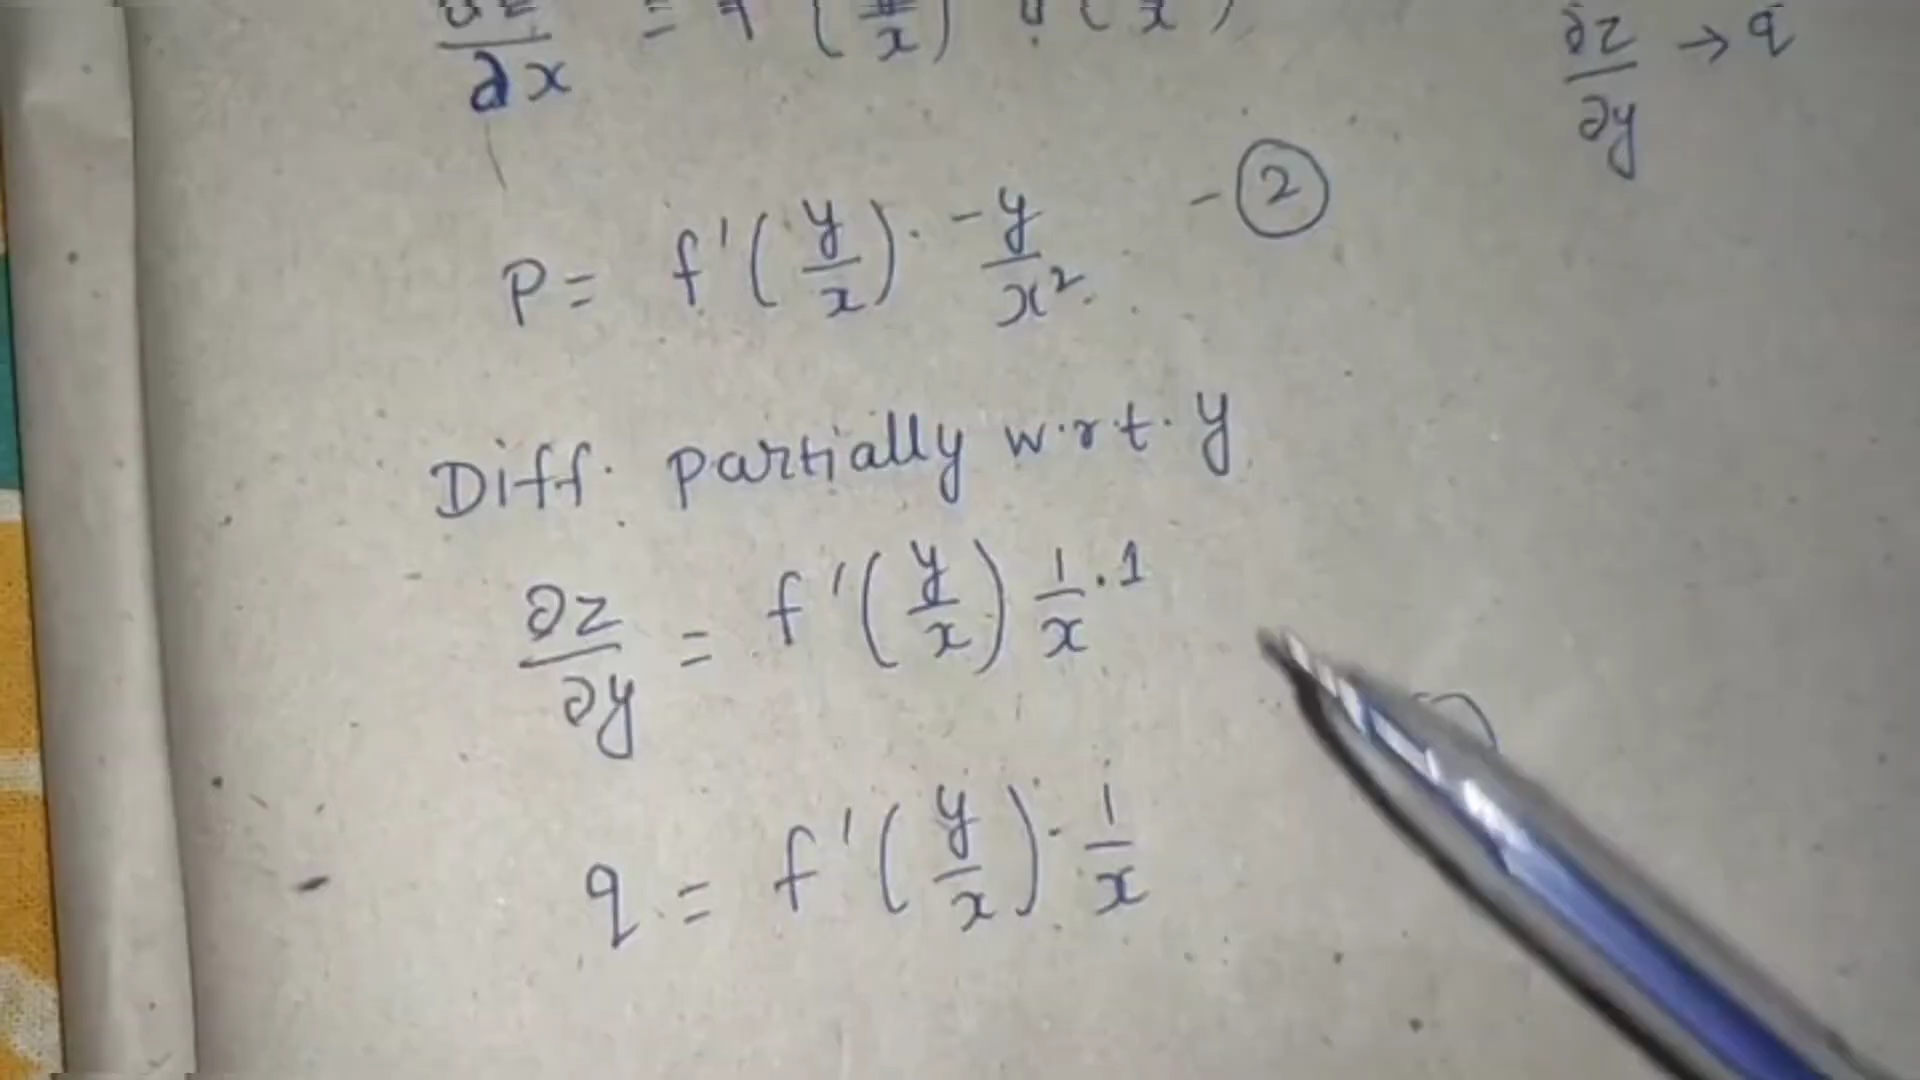 ∂x
∂z/∂y → q
P = f'(y/x) · -y/x² - ②
Diff. partially w.r.t. y
∂z/∂y = f'(y/x) 1/x · 1
q = f'(y/x) · 1/x